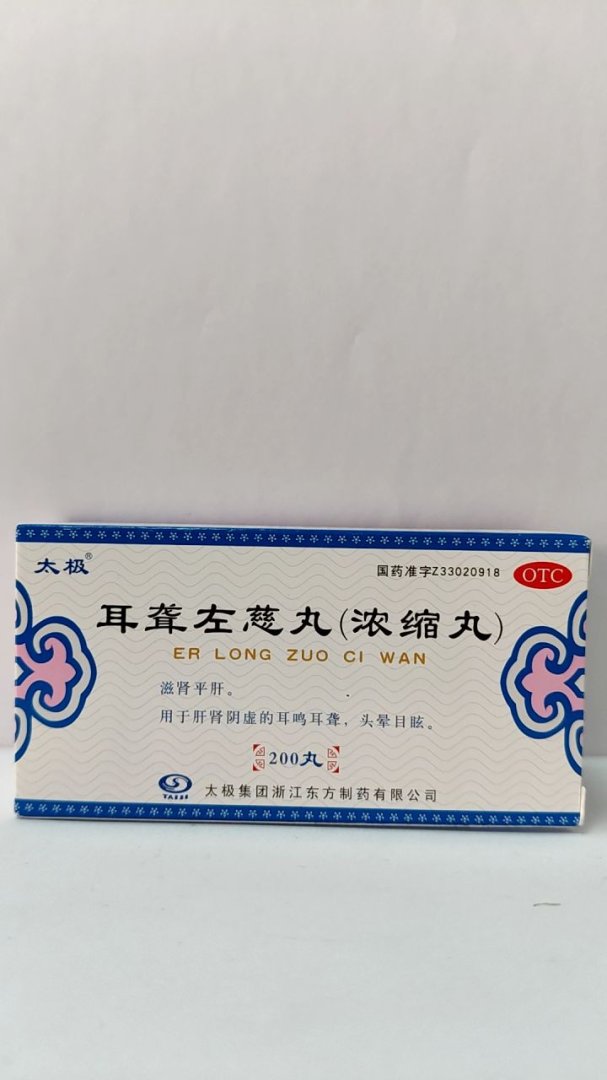 太极®
国药准字Z33020918
OTC
耳聋左慈丸(浓缩丸)
ER LONG ZUO CI WAN
滋肾平肝。
用于肝肾阴虚的耳鸣耳聋，头晕目眩。
200丸
TAIJI
太极集团浙江东方制药有限公司